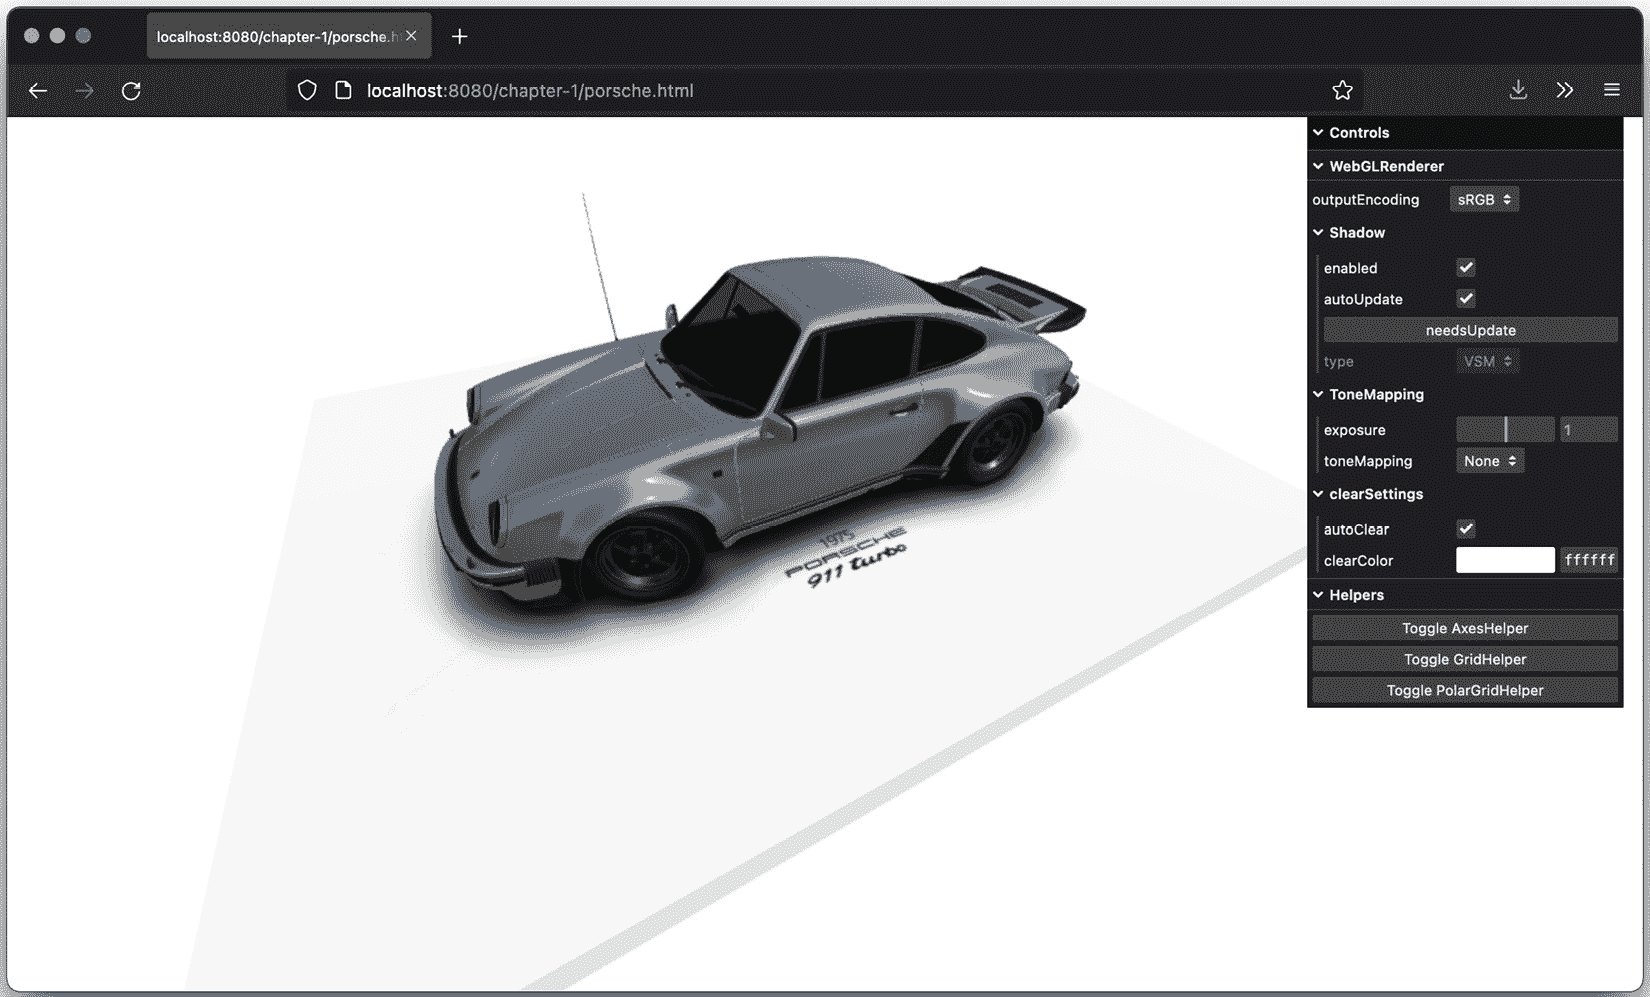 localhost:8080/chapter-1/porsche.h
localhost:8080/chapter-1/porsche.html
Controls
WebGLRenderer
outputEncoding sRGB
Shadow
enabled
autoUpdate
needsUpdate
type VSM
ToneMapping
exposure 1
toneMapping None
clearSettings
autoClear
clearColor ffffff
Helpers
Toggle AxesHelper
Toggle GridHelper
Toggle PolarGridHelper
1975
PORSCHE
911 turbo